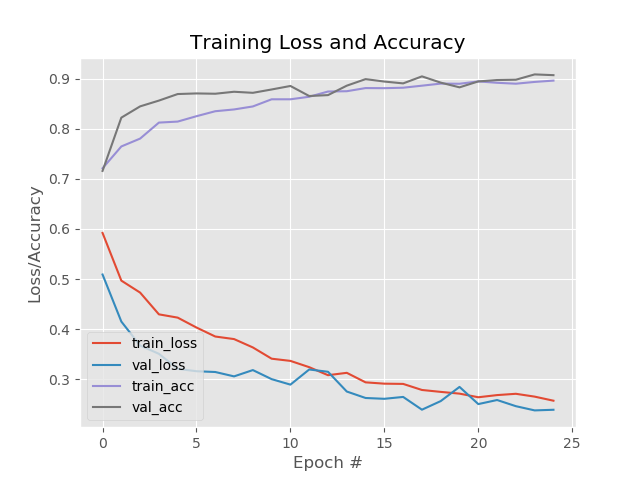 Training Loss and Accuracy
0.9
0.8
0.7
0.6
0.5
0.4
0.3
Loss/Accuracy
train_loss
val_loss
train_acc
val_acc
0 5 10 15 20 25
Epoch #